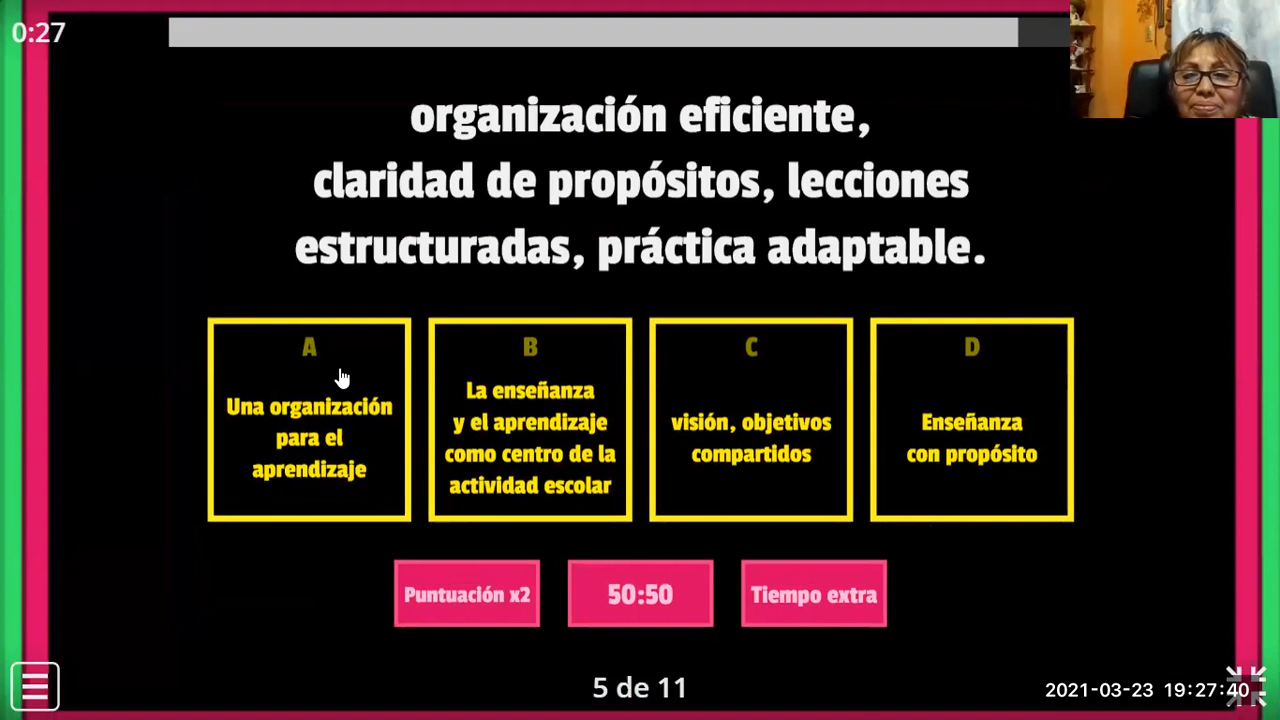 0:27
organización eficiente,
claridad de propósitos, lecciones
estructuradas, práctica adaptable.
A
Una organización
para el
aprendizaje
B
La enseñanza
y el aprendizaje
como centro de la
actividad escolar
C
visión, objetivos
compartidos
D
Enseñanza
con propósito
Puntuación x2
50:50
Tiempo extra
5 de 11
2021-03-23 19:27:40